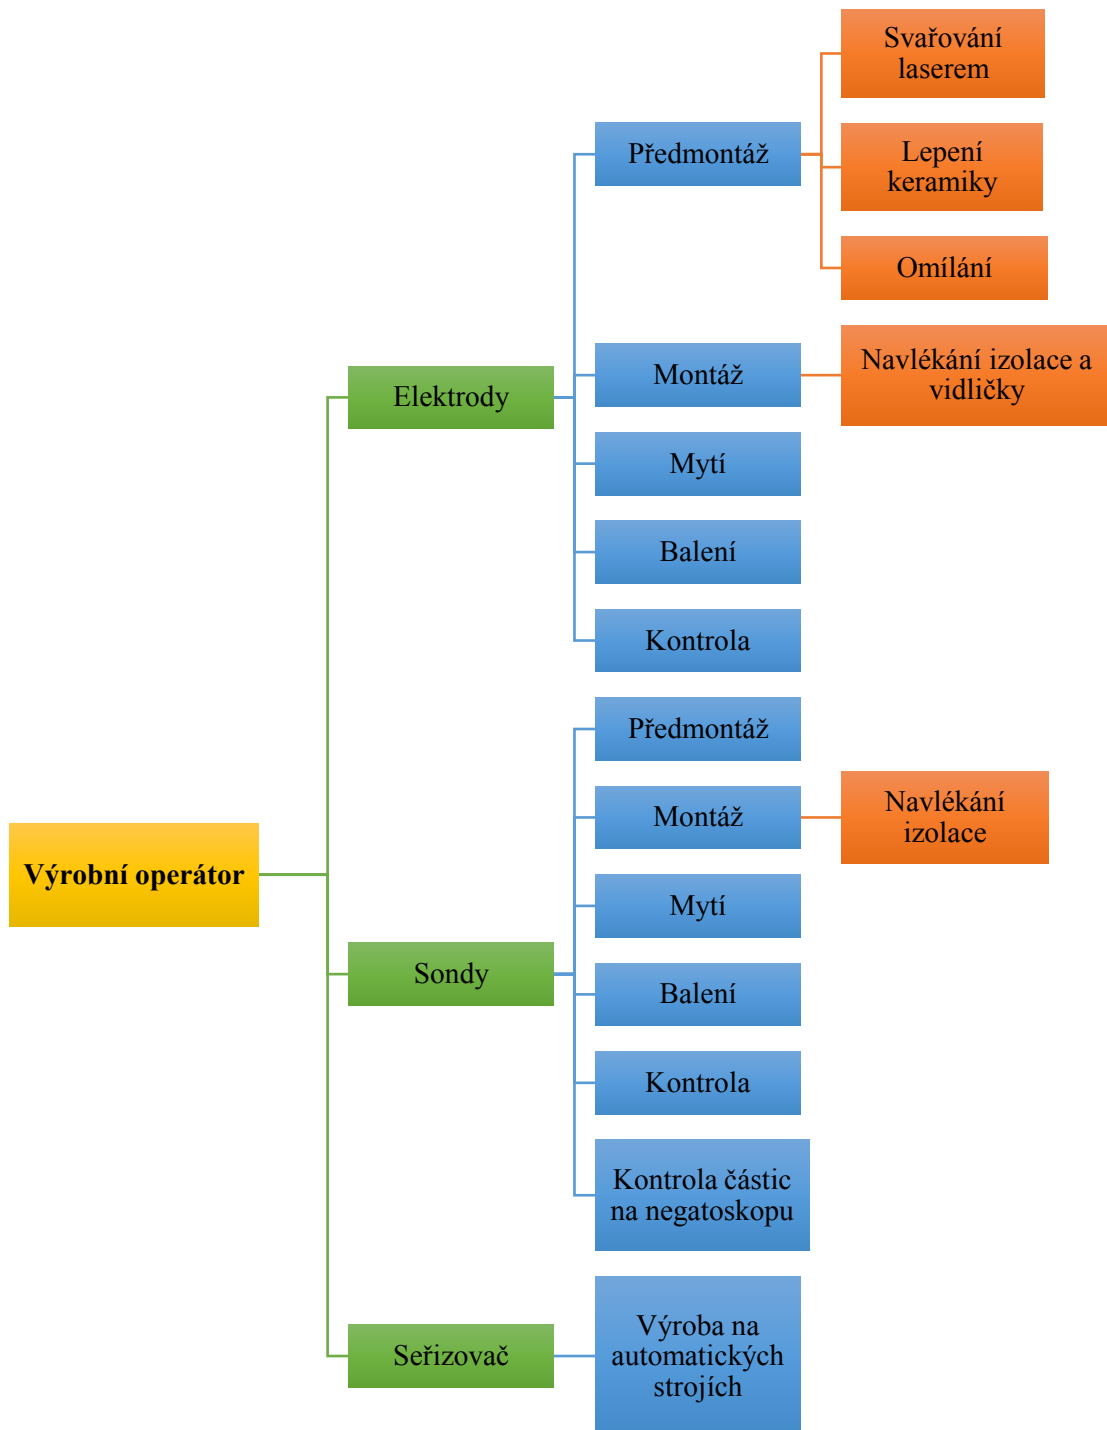 Výrobní operátor
Elektrody
Předmontáž
Svařování
laserem
Lepení
keramiky
Omílání
Montáž
Navlékání izolace a
vidličky
Mytí
Balení
Kontrola
Sondy
Předmontáž
Montáž
Navlékání
izolace
Mytí
Balení
Kontrola
Kontrola částic
na negatoskopu
Seřizovač
Výroba na
automatických
strojích